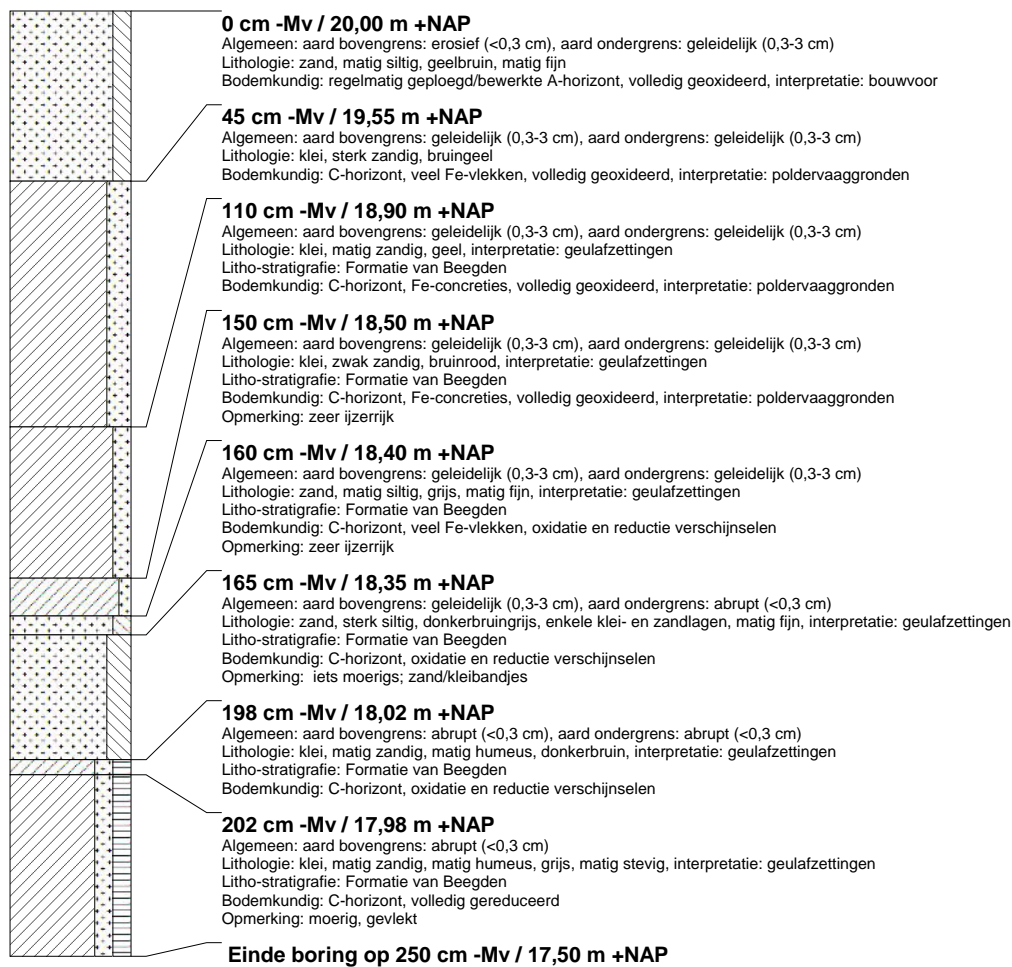 0 cm -Mv / 20,00 m +NAP
Algemeen: aard bovengrens: erosief (<0,3 cm), aard ondergrens: geleidelijk (0,3-3 cm)
Lithologie: zand, matig siltig, geelbruin, matig fijn
Bodemkundig: regelmatig geploegd/bewerkte A-horizont, volledig geoxideerd, interpretatie: bouwvoor
45 cm -Mv / 19,55 m +NAP
Algemeen: aard bovengrens: geleidelijk (0,3-3 cm), aard ondergrens: geleidelijk (0,3-3 cm)
Lithologie: klei, sterk zandig, bruingeel
Bodemkundig: C-horizont, veel Fe-vlekken, volledig geoxideerd, interpretatie: poldervaaggronden
110 cm -Mv / 18,90 m +NAP
Algemeen: aard bovengrens: geleidelijk (0,3-3 cm), aard ondergrens: geleidelijk (0,3-3 cm)
Lithologie: klei, matig zandig, geel, interpretatie: geulafzettingen
Litho-stratigrafie: Formatie van Beegden
Bodemkundig: C-horizont, Fe-concreties, volledig geoxideerd, interpretatie: poldervaaggronden
150 cm -Mv / 18,50 m +NAP
Algemeen: aard bovengrens: geleidelijk (0,3-3 cm), aard ondergrens: geleidelijk (0,3-3 cm)
Lithologie: klei, zwak zandig, bruinrood, interpretatie: geulafzettingen
Litho-stratigrafie: Formatie van Beegden
Bodemkundig: C-horizont, Fe-concreties, volledig geoxideerd, interpretatie: poldervaaggronden
Opmerking: zeer ijzerrijk
160 cm -Mv / 18,40 m +NAP
Algemeen: aard bovengrens: geleidelijk (0,3-3 cm), aard ondergrens: geleidelijk (0,3-3 cm)
Lithologie: zand, matig siltig, grijs, matig fijn, interpretatie: geulafzettingen
Litho-stratigrafie: Formatie van Beegden
Bodemkundig: C-horizont, veel Fe-vlekken, oxidatie en reductie verschijnselen
Opmerking: zeer ijzerrijk
165 cm -Mv / 18,35 m +NAP
Algemeen: aard bovengrens: geleidelijk (0,3-3 cm), aard ondergrens: abrupt (<0,3 cm)
Lithologie: zand, sterk siltig, donkerbruingrijs, enkele klei- en zandlagen, matig fijn, interpretatie: geulafzettingen
Litho-stratigrafie: Formatie van Beegden
Bodemkundig: C-horizont, oxidatie en reductie verschijnselen
Opmerking: iets moerigs; zand/kleibandjes
198 cm -Mv / 18,02 m +NAP
Algemeen: aard bovengrens: abrupt (<0,3 cm), aard ondergrens: abrupt (<0,3 cm)
Lithologie: klei, matig zandig, matig humeus, donkerbruin, interpretatie: geulafzettingen
Litho-stratigrafie: Formatie van Beegden
Bodemkundig: C-horizont, oxidatie en reductie verschijnselen
202 cm -Mv / 17,98 m +NAP
Algemeen: aard bovengrens: abrupt (<0,3 cm)
Lithologie: klei, matig zandig, matig humeus, grijs, matig stevig, interpretatie: geulafzettingen
Litho-stratigrafie: Formatie van Beegden
Bodemkundig: C-horizont, volledig gereduceerd
Opmerking: moerig, gevlekt
Einde boring op 250 cm -Mv / 17,50 m +NAP